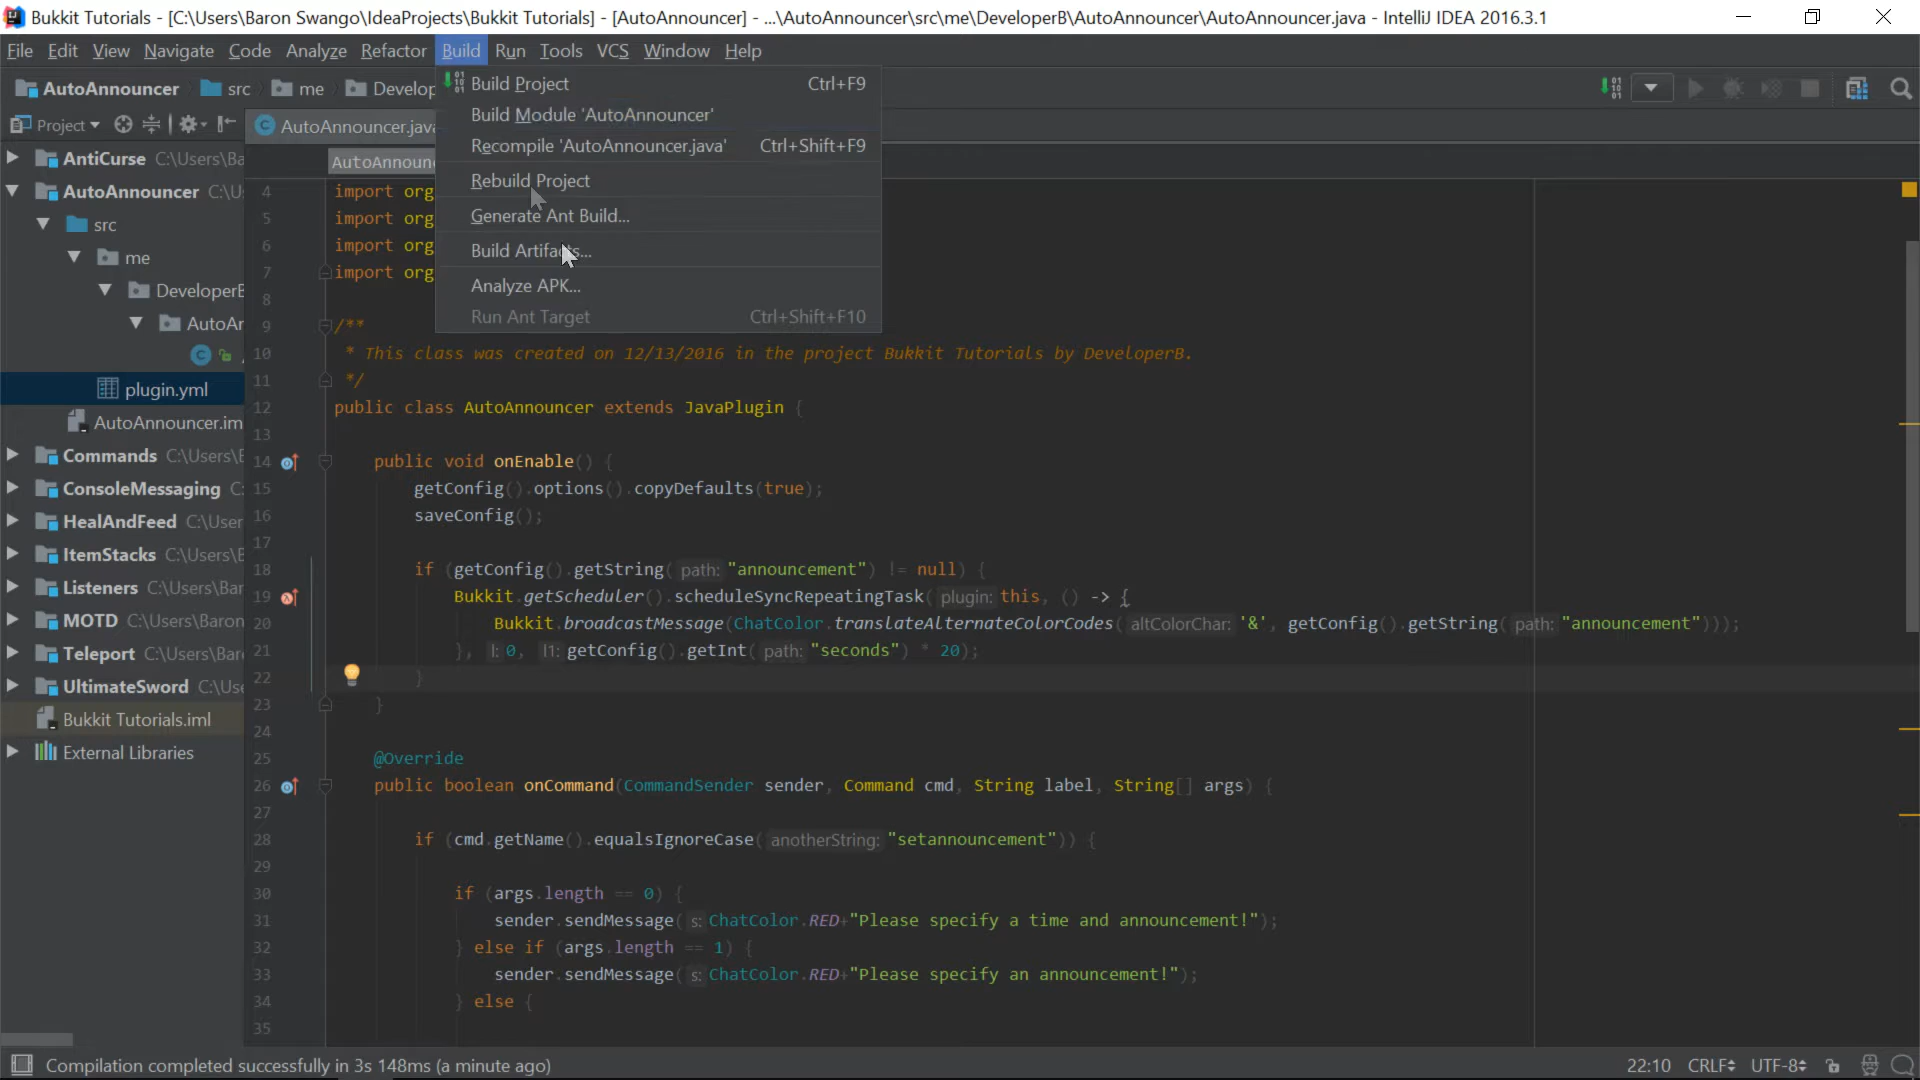 Bukkit Tutorials - [C:\Users\Baron Swango\IdeaProjects\Bukkit Tutorials] - [AutoAnnouncer] - ...\AutoAnnouncer\src\me\DeveloperB\AutoAnnouncer\AutoAnnouncer.java - IntelliJ IDEA 2016.3.1
File Edit View Navigate Code Analyze Refactor Build Run Tools VCS Window Help
AutoAnnouncer src me Develop
Build Project Ctrl+F9
Build Module 'AutoAnnouncer'
Recompile 'AutoAnnouncer.java' Ctrl+Shift+F9
Rebuild Project
Generate Ant Build...
Build Artifacts...
Analyze APK...
Run Ant Target Ctrl+Shift+F10
Project
AutoAnnouncer.java
AutoAnnoun
AntiCurse C:\Users\Ba
AutoAnnouncer C:\U
src
me
DeveloperB
AutoAr
plugin.yml
AutoAnnouncer.im
Commands C:\Users\B
ConsoleMessaging C:
HealAndFeed C:\User
ItemStacks C:\Users\B
Listeners C:\Users\Bar
MOTD C:\Users\Baron
Teleport C:\Users\Bar
UltimateSword C:\Use
Bukkit Tutorials.iml
External Libraries
4 import org
5 import org
6 import org
7 import org
8
9 /**
10 * This class was created on 12/13/2016 in the project Bukkit Tutorials by DeveloperB.
11 */
12 public class AutoAnnouncer extends JavaPlugin {
13
14 public void onEnable() {
15 getConfig().options().copyDefaults(true);
16 saveConfig();
17
18 if (getConfig().getString( path: "announcement") != null) {
19 Bukkit.getScheduler().scheduleSyncRepeatingTask( plugin: this, () -> {
20 Bukkit.broadcastMessage(ChatColor.translateAlternateColorCodes( altColorChar: '&', getConfig().getString( path: "announcement")));
21 }, l: 0, l1: getConfig().getInt( path: "seconds") * 20);
22 }
23 }
24
25 @Override
26 public boolean onCommand(CommandSender sender, Command cmd, String label, String[] args) {
27
28 if (cmd.getName().equalsIgnoreCase( anotherString: "setannouncement")) {
29
30 if (args.length == 0) {
31 sender.sendMessage( s: ChatColor.RED+"Please specify a time and announcement!");
32 } else if (args.length == 1) {
33 sender.sendMessage( s: ChatColor.RED+"Please specify an announcement!");
34 } else {
35
Compilation completed successfully in 3s 148ms (a minute ago) 22:10 CRLF UTF-8